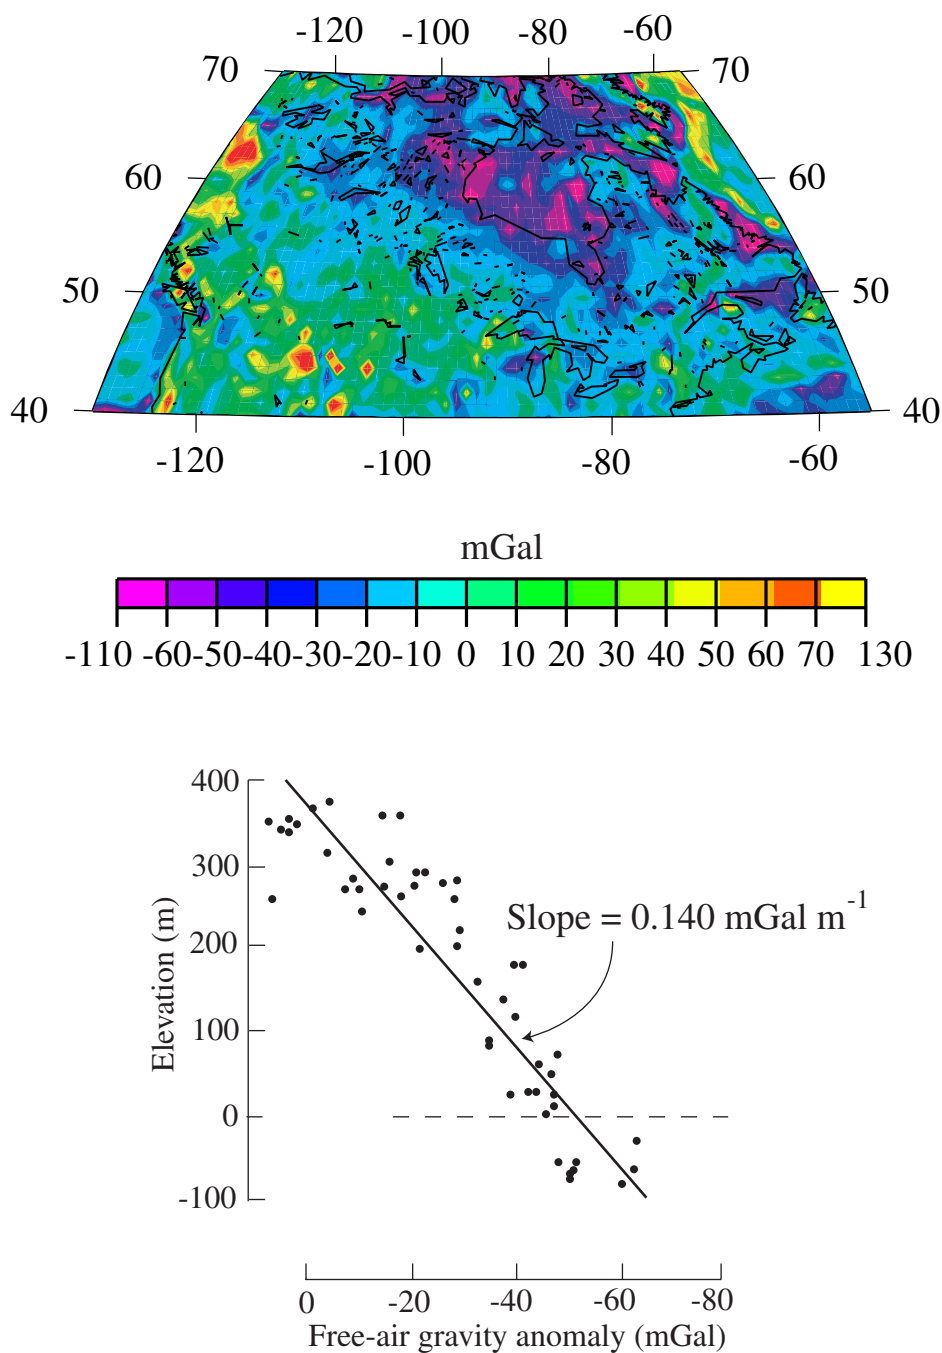 -120 -100 -80 -60
70 70
60 60
50 50
40 40
-120 -100 -80 -60
mGal
-110 -60 -50 -40 -30 -20 -10 0 10 20 30 40 50 60 70 130
400
300
Slope = 0.140 mGal m-1
200
100
0
-100
Elevation (m)
0 -20 -40 -60 -80
Free-air gravity anomaly (mGal)